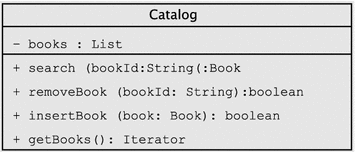 Catalog
- books : List
+ search (bookId:String(:Book
+ removeBook (bookId: String):boolean
+ insertBook (book: Book): boolean
+ getBooks(): Iterator